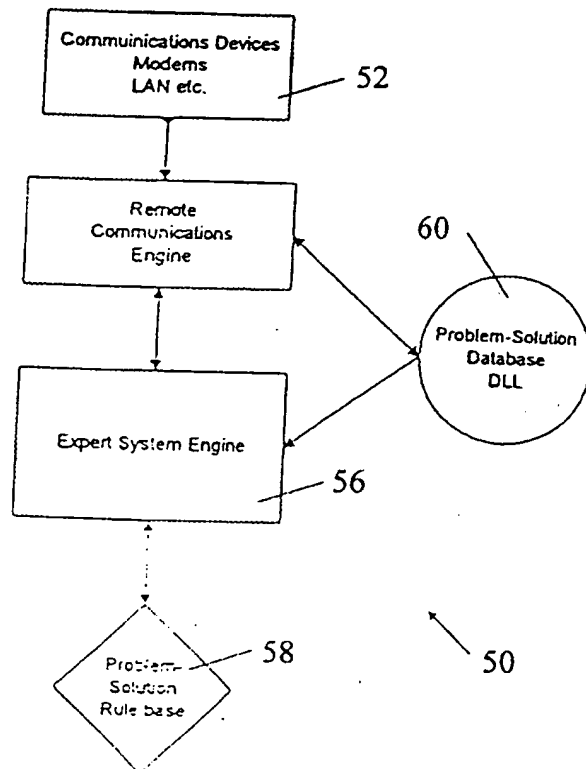 Commuinications Devices
Modems
LAN etc.
52
Remote
Communications
Engine
60
Problem-Solution
Database
DLL
Expert System Engine
56
58
Problem-
Solution
Rule base
50